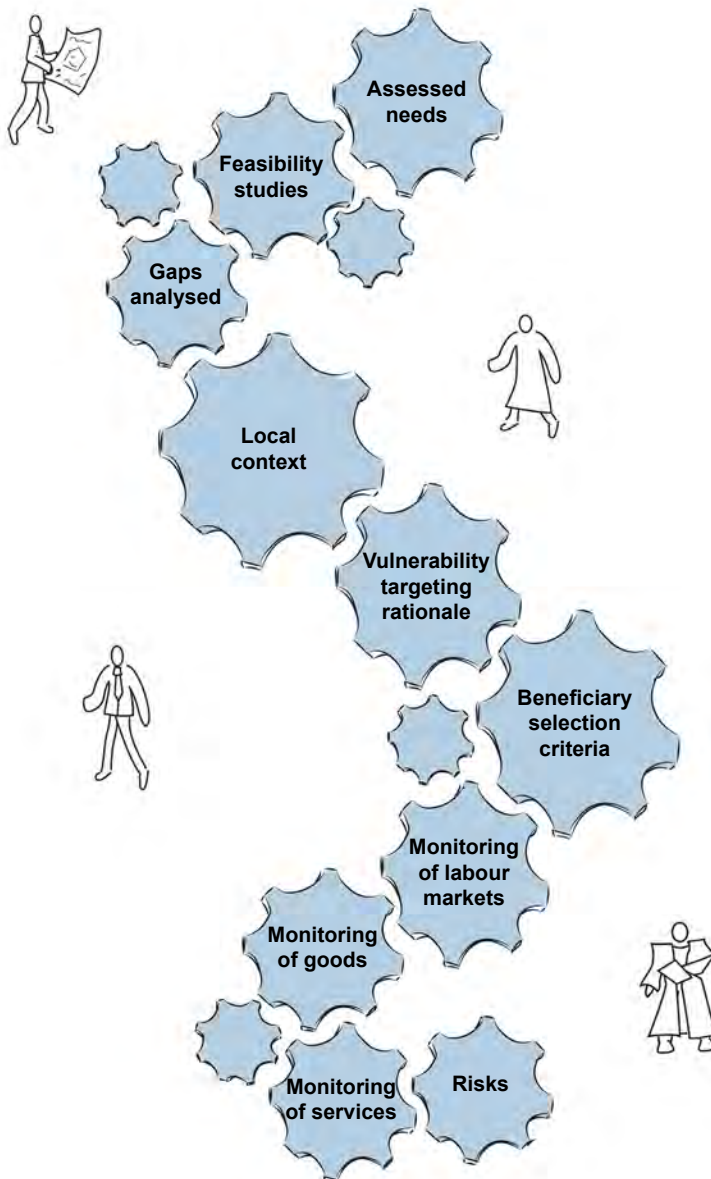 Assessed
needs
Feasibility
studies
Gaps
analysed
Local
context
Vulnerability
targeting
rationale
Beneficiary
selection
criteria
Monitoring
of labour
markets
Monitoring
of goods
Monitoring
of services
Risks